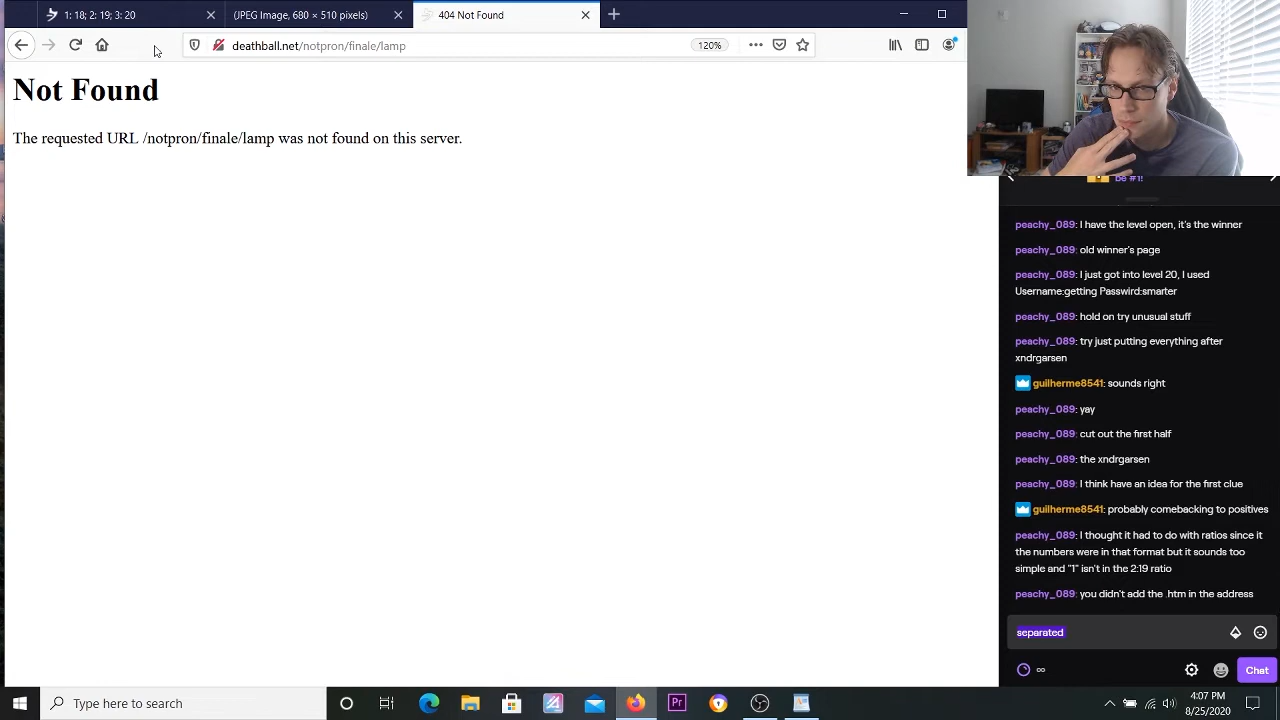 1: 18; 2: 19; 3: 20
(JPEG Image, 680 × 510 pixels)
404 Not Found
deathball.net/notpron/finale/lamp
120%
Not Found
The requested URL /notpron/finale/lamp was not found on this server.
be #1!
peachy_089: I have the level open, it's the winner
peachy_089: old winner's page
peachy_089: I just got into level 20, I used
Username:getting Passwird:smarter
peachy_089: hold on try unusual stuff
peachy_089: try just putting everything after
xndrgarsen
guilherme8541: sounds right
peachy_089: yay
peachy_089: cut out the first half
peachy_089: the xndrgarsen
peachy_089: I think have an idea for the first clue
guilherme8541: probably comebacking to positives
peachy_089: I thought it had to do with ratios since it
the numbers were in that format but it sounds too
simple and "1" isn't in the 2:19 ratio
peachy_089: you didn't add the .htm in the address
separated
∞
Chat
Type here to search
Pr
4:07 PM
8/25/2020